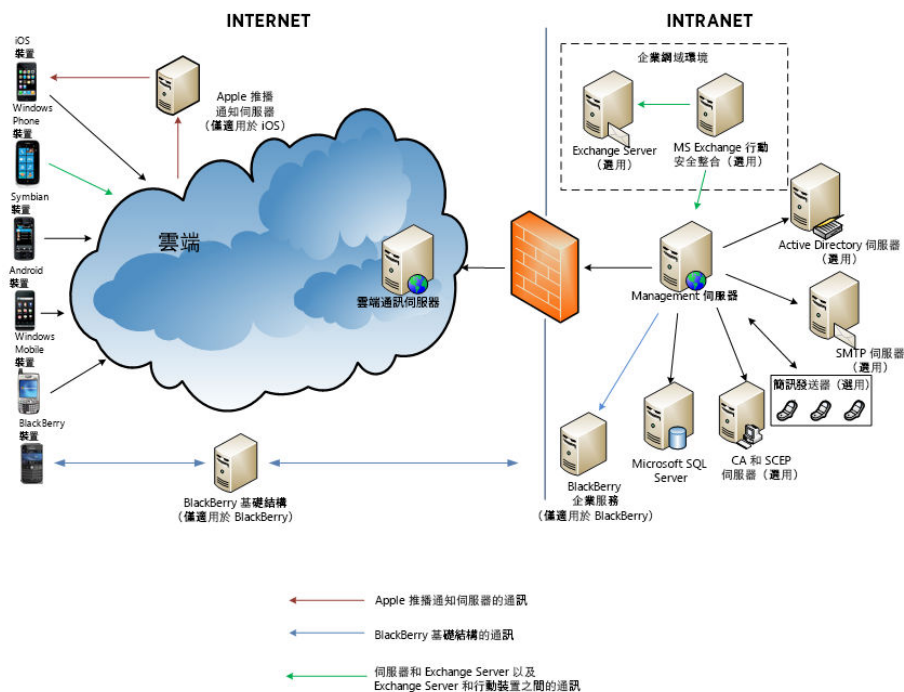 INTERNET
INTRANET
iOS
裝置
Windows
Phone
裝置
Symbian
裝置
Android
裝置
Windows
Mobile
裝置
BlackBerry
裝置
Apple 推播
通知伺服器
(僅適用於 iOS)
雲端
雲端通訊伺服器
BlackBerry 基礎結構
(僅適用於 BlackBerry)
企業網域環境
Exchange Server
(選用)
MS Exchange 行動
安全整合(選用)
Active Directory 伺服器
(選用)
Management 伺服器
SMTP 伺服器
(選用)
簡訊發送器(選用)
BlackBerry
企業服務
(僅適用於 BlackBerry)
Microsoft SQL
Server
CA 和 SCEP
伺服器(選用)
Apple 推播通知伺服器的通訊
BlackBerry 基礎結構的通訊
伺服器和 Exchange Server 以及
Exchange Server 和行動裝置之間的通訊